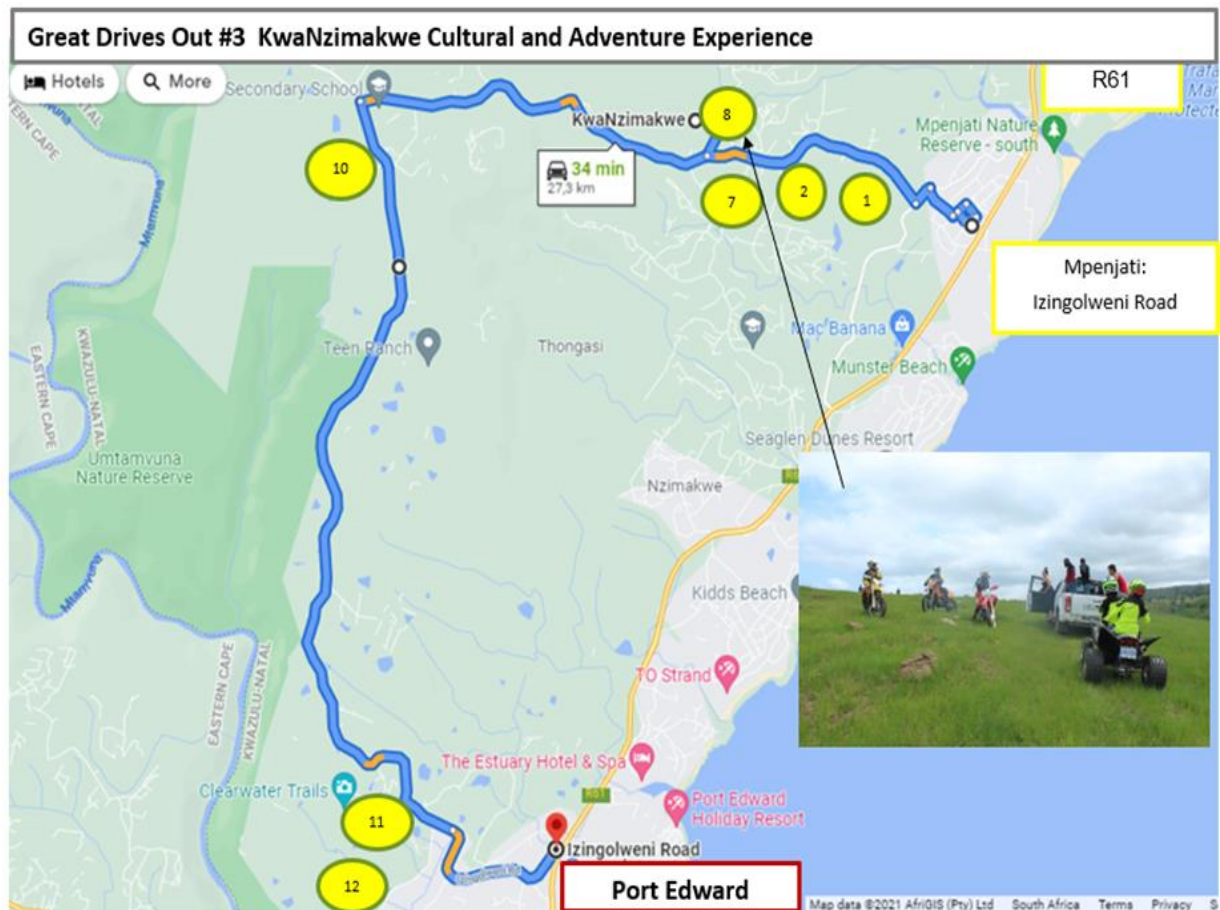 Great Drives Out #3 KwaNzimakwe Cultural and Adventure Experience
Hotels
More
Secondary School
R61
EASTERN CAPE
KwaNzimakwe
8
Mpenjati Nature
Reserve - south
10
34 min
27,3 km
7
2
1
Mtamvuna
Mpenjati:
Izingolweni Road
KWAZULU-NATAL
EASTERN CAPE
Teen Ranch
Thongasi
Mac Banana
Munster Beach
Umtamvuna
Nature Reserve
Seaglen Dunes Resort
Nzimakwe
Mtamvuna
Kidds Beach
EASTERN CAPE
KWAZULU-NATAL
TO Strand
The Estuary Hotel & Spa
Clearwater Trails
R61
Port Edward
Holiday Resort
11
Izingolweni Road
12
Port Edward
Map data ©2021 AfriGIS (Pty) Ltd South Africa Terms Privacy